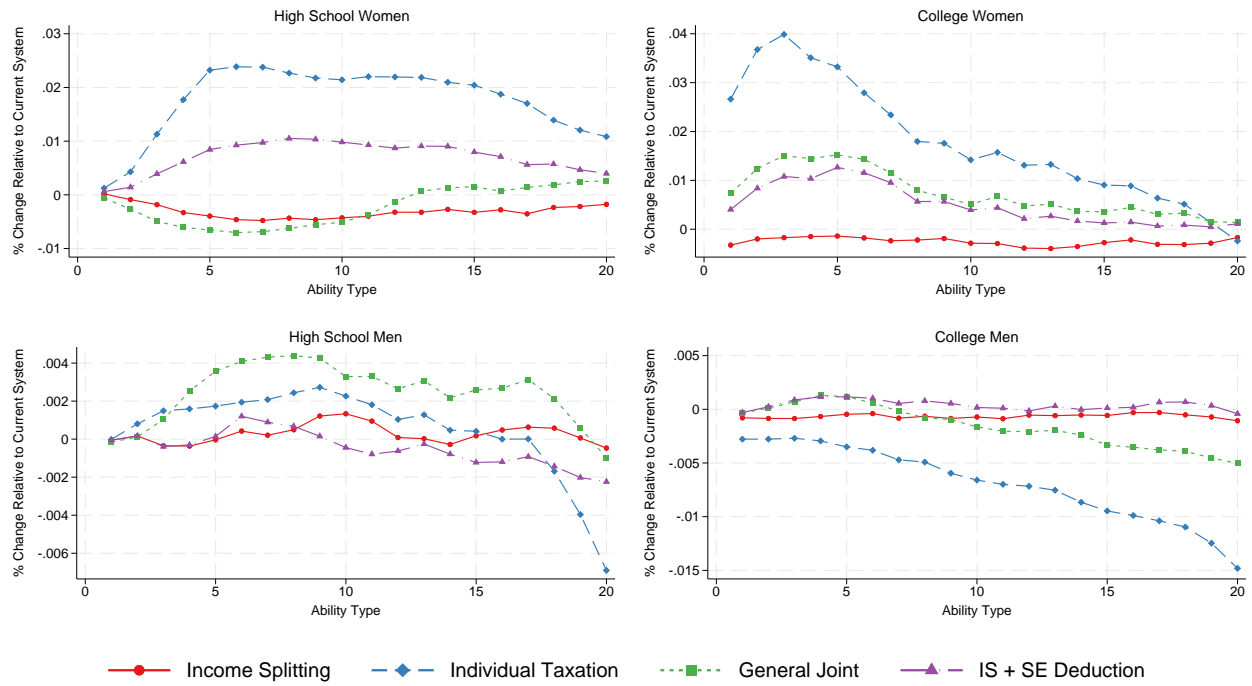 High School Women
% Change Relative to Current System
.03
.02
.01
0
-.01
0 5 10 15 20
Ability Type
College Women
% Change Relative to Current System
.04
.03
.02
.01
0
0 5 10 15 20
Ability Type
High School Men
% Change Relative to Current System
.004
.002
0
-.002
-.004
-.006
0 5 10 15 20
Ability Type
College Men
% Change Relative to Current System
.005
0
-.005
-.01
-.015
0 5 10 15 20
Ability Type
Income Splitting Individual Taxation General Joint IS + SE Deduction